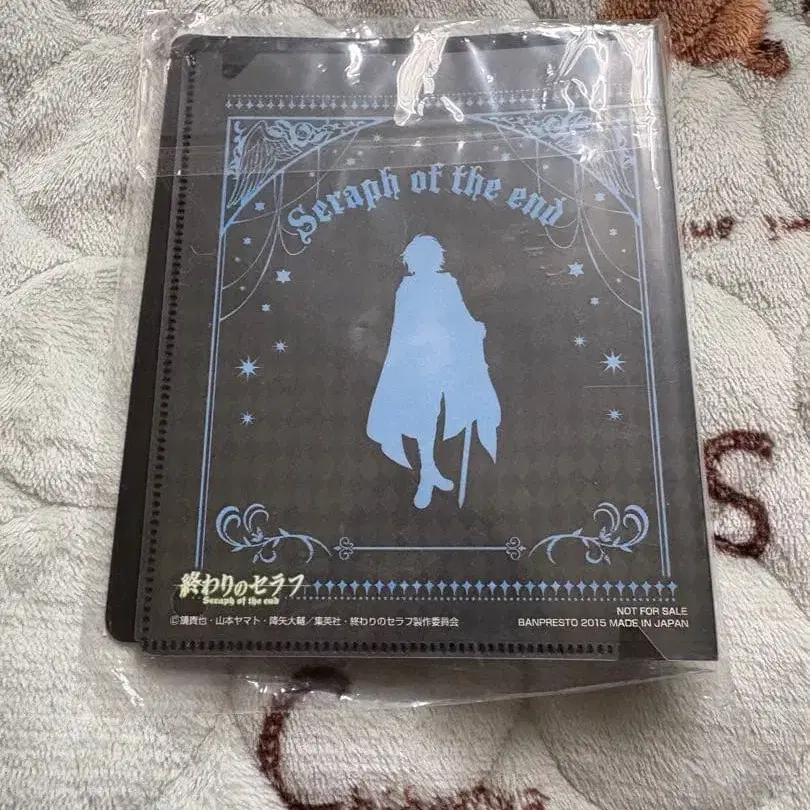 Seraph of the end
終わりのセラフ
Seraph of the end
©鏡貴也・山本ヤマト・降矢大輔/集英社・終わりのセラフ製作委員会
NOT FOR SALE
BANPRESTO 2015 MADE IN JAPAN